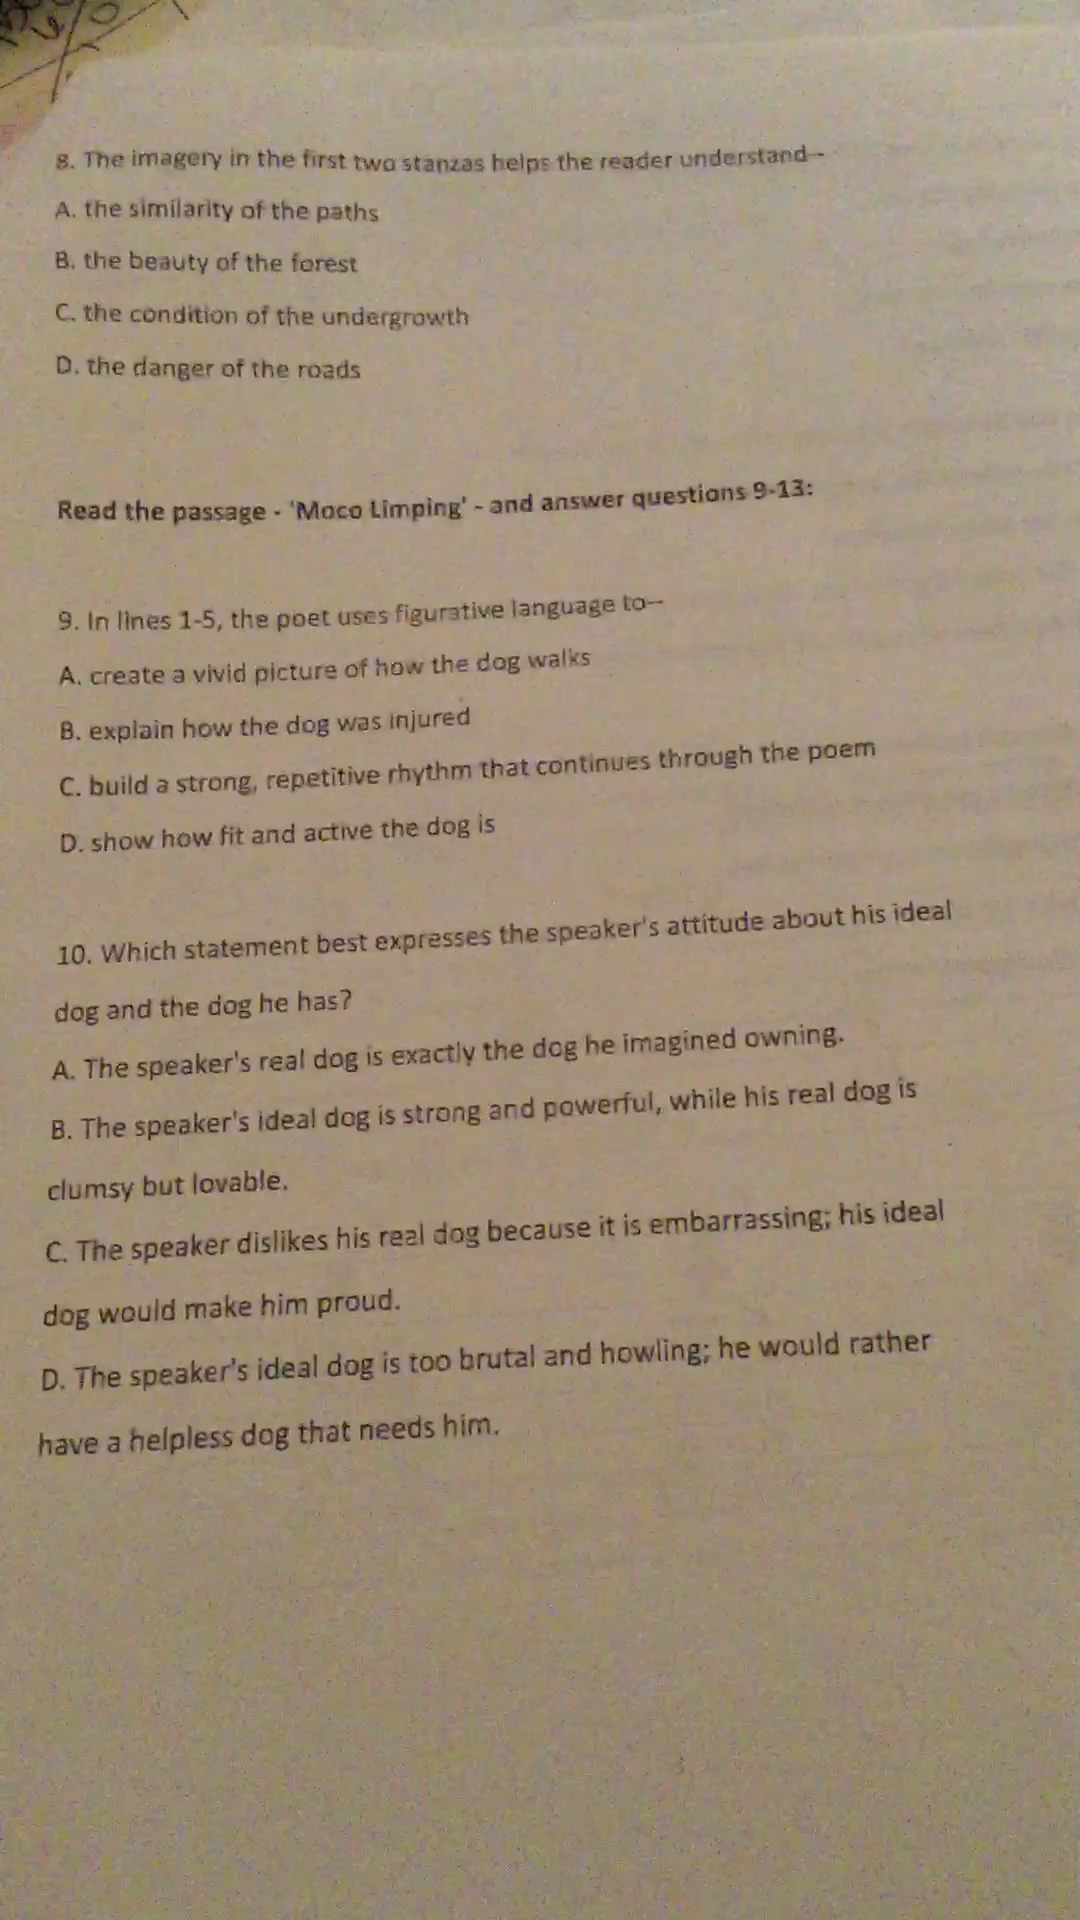 8. The imagery in the first two stanzas helps the reader understand--
A. the similarity of the paths
B. the beauty of the forest
C. the condition of the undergrowth
D. the danger of the roads
Read the passage - 'Moco Limping' - and answer questions 9-13:
9. In lines 1-5, the poet uses figurative language to--
A. create a vivid picture of how the dog walks
B. explain how the dog was injured
C. build a strong, repetitive rhythm that continues through the poem
D. show how fit and active the dog is
10. Which statement best expresses the speaker's attitude about his ideal
dog and the dog he has?
A. The speaker's real dog is exactly the dog he imagined owning.
B. The speaker's ideal dog is strong and powerful, while his real dog is
clumsy but lovable.
C. The speaker dislikes his real dog because it is embarrassing; his ideal
dog would make him proud.
D. The speaker's ideal dog is too brutal and howling; he would rather
have a helpless dog that needs him.